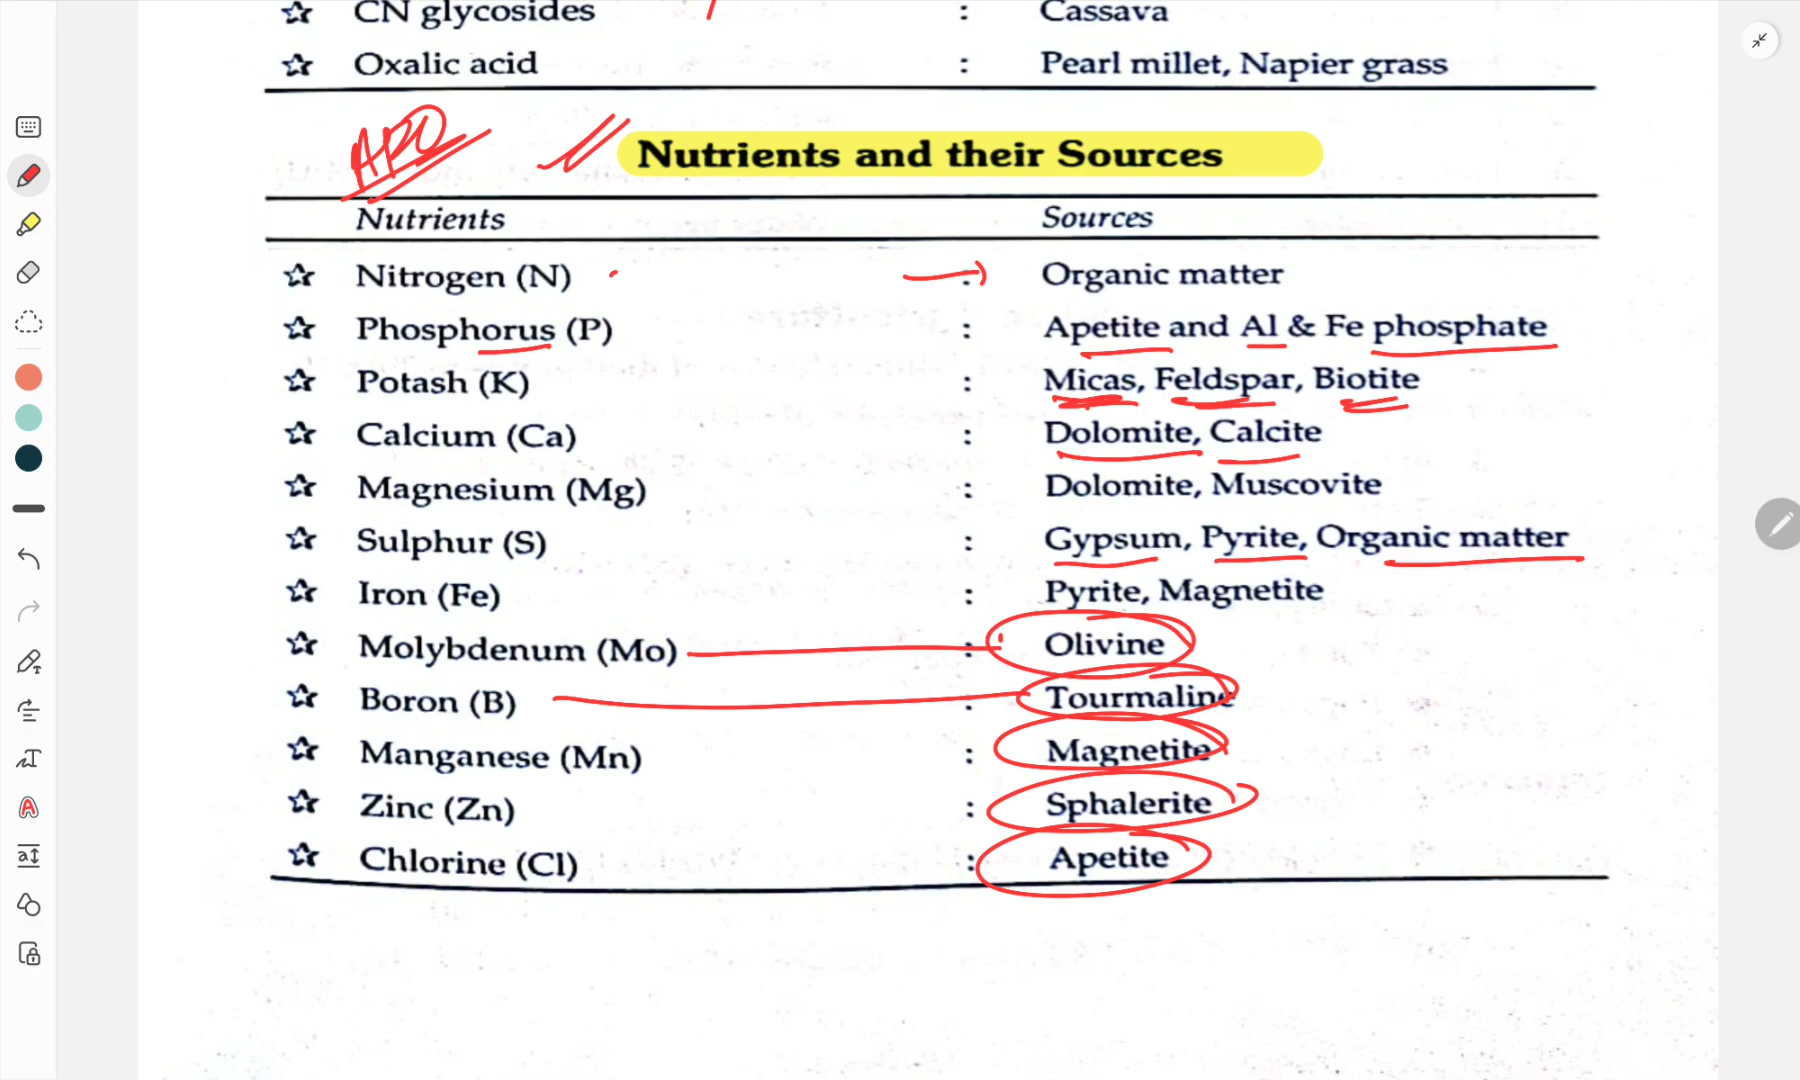 ☆ CN glycosides : Cassava
☆ Oxalic acid : Pearl millet, Napier grass
APO
Nutrients and their Sources
Nutrients Sources
☆ Nitrogen (N) : Organic matter
☆ Phosphorus (P) : Apetite and Al & Fe phosphate
☆ Potash (K) : Micas, Feldspar, Biotite
☆ Calcium (Ca) : Dolomite, Calcite
☆ Magnesium (Mg) : Dolomite, Muscovite
☆ Sulphur (S) : Gypsum, Pyrite, Organic matter
☆ Iron (Fe) : Pyrite, Magnetite
☆ Molybdenum (Mo) : Olivine
☆ Boron (B) : Tourmaline
☆ Manganese (Mn) : Magnetite
☆ Zinc (Zn) : Sphalerite
☆ Chlorine (Cl) : Apetite